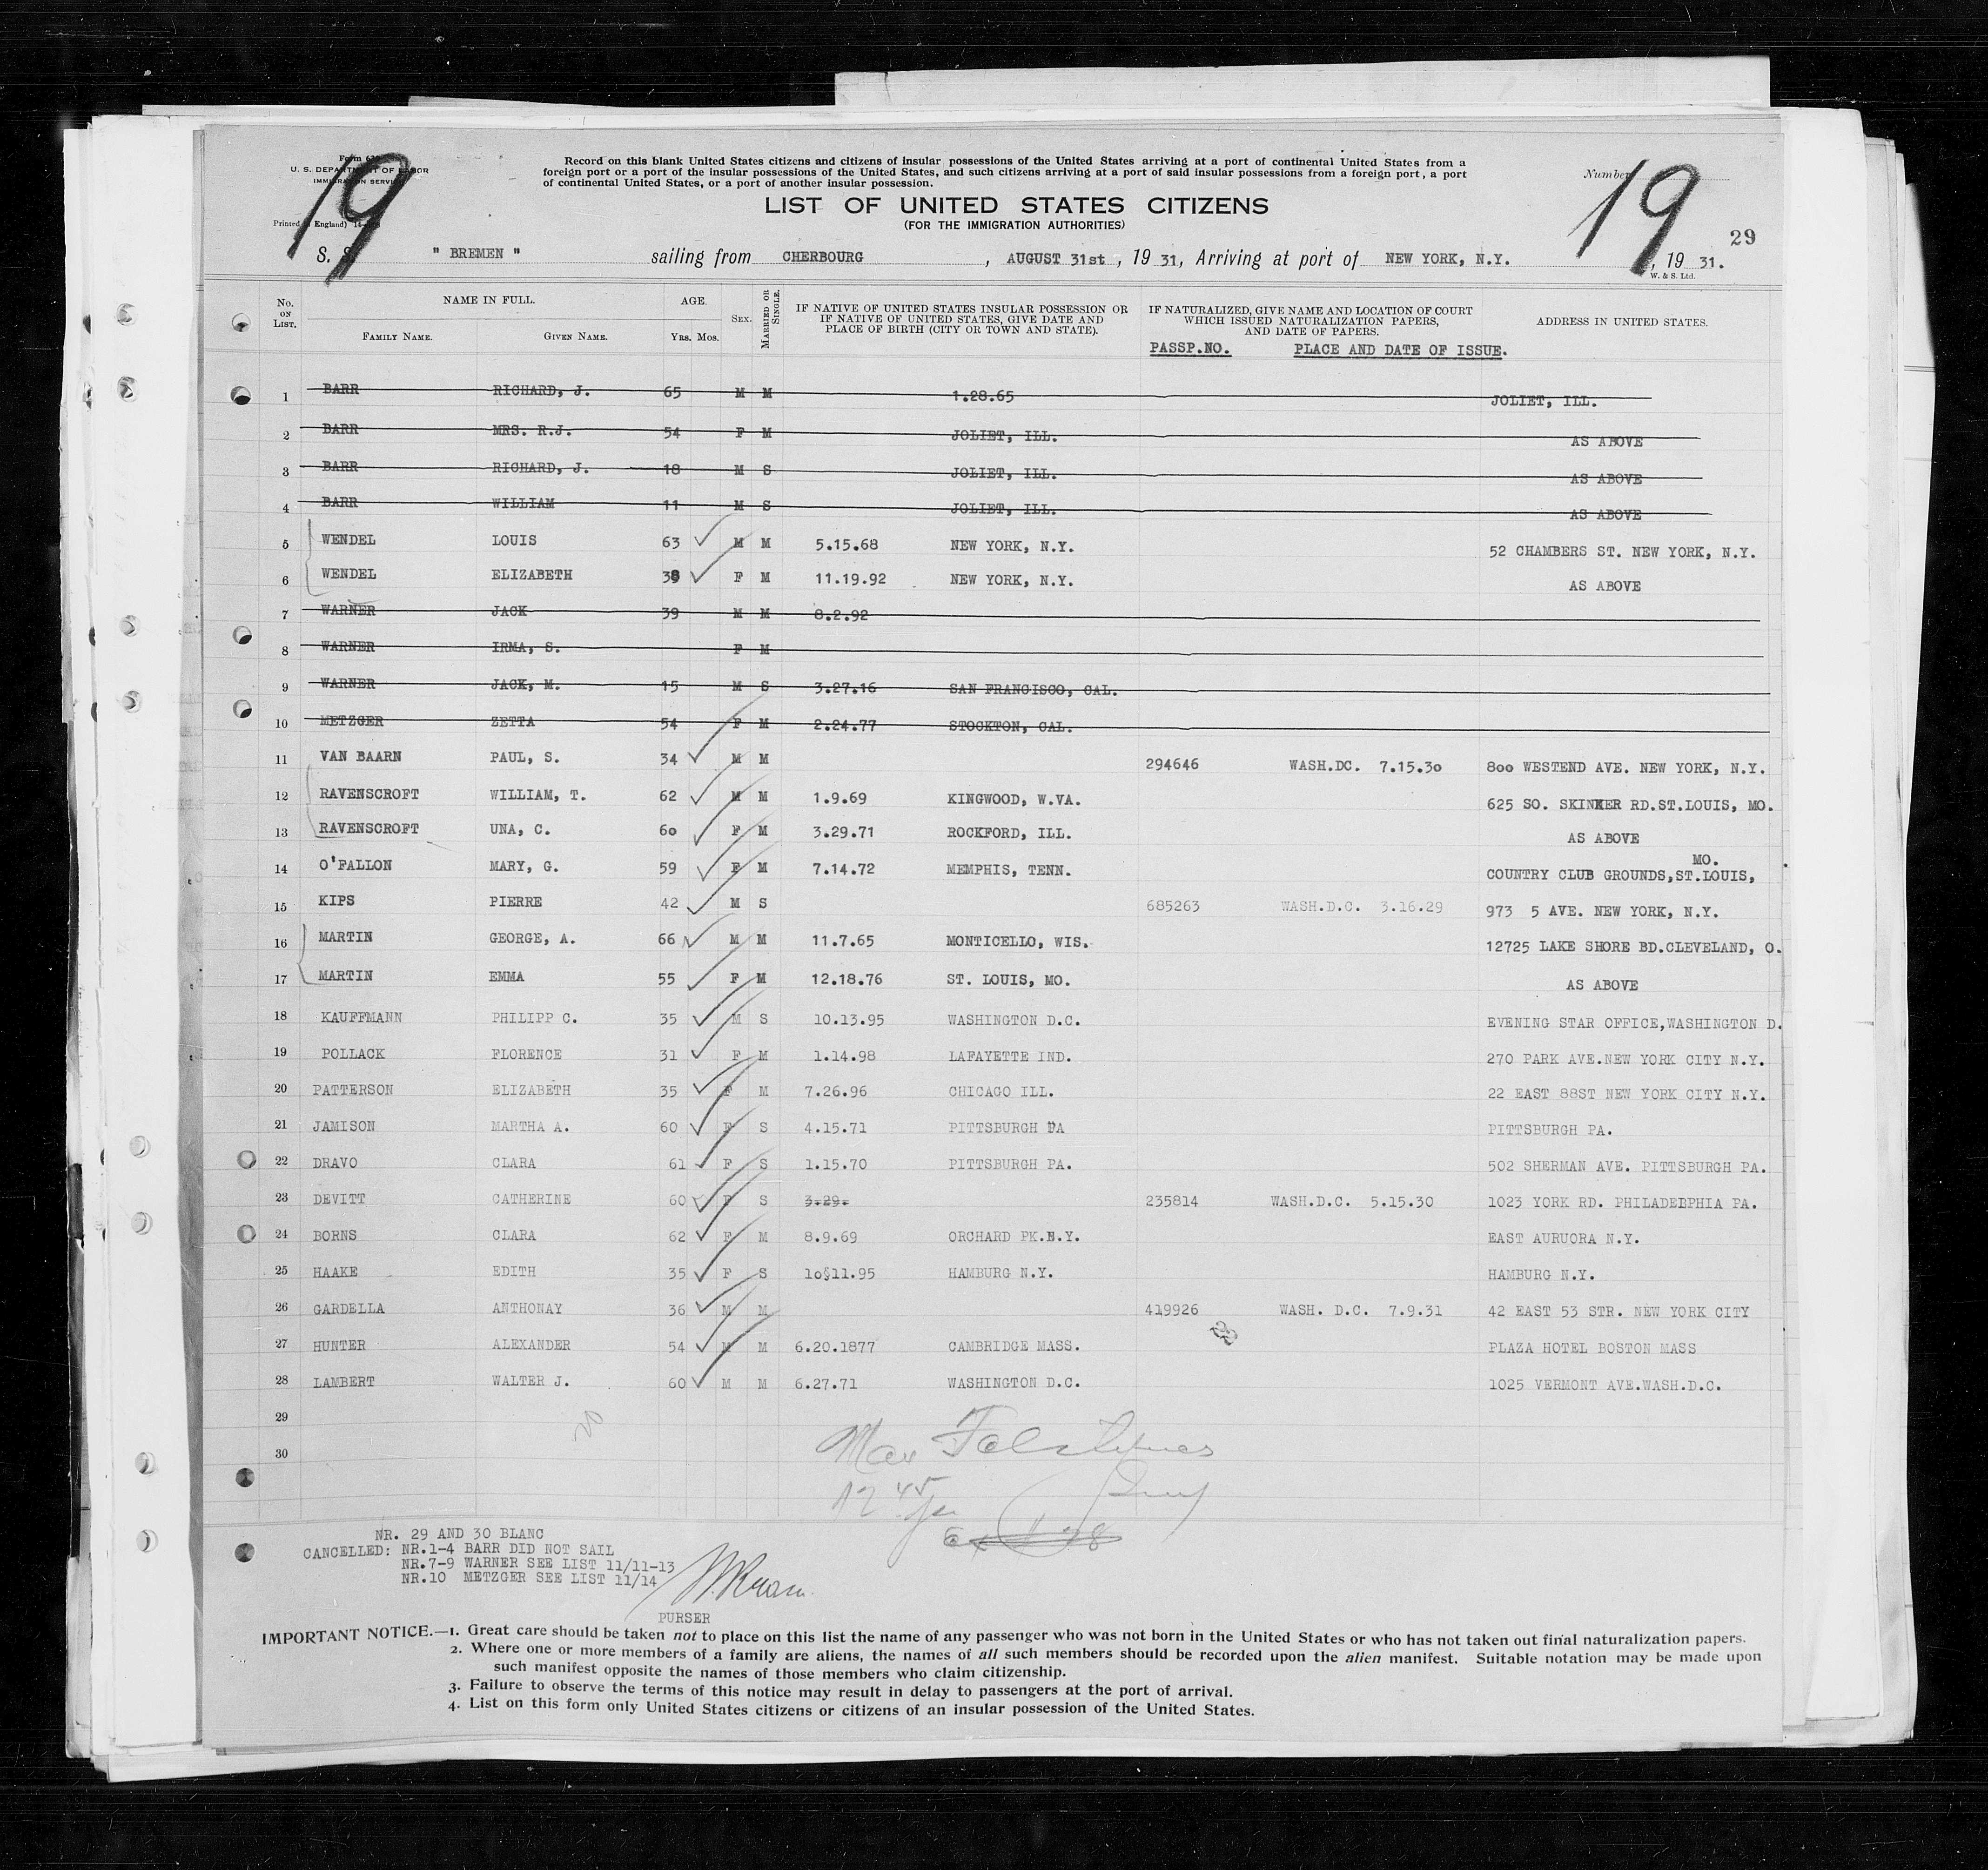 Form 630
U. S. DEPARTMENT OF LABOR
IMMIGRATION SERVICE
Printed in England)
19
Record on this blank United States citizens and citizens of insular possessions of the United States arriving at a port of continental United States from a
foreign port or a port of the insular possessions of the United States, and such citizens arriving at a port of said insular possessions from a foreign port, a port
of continental United States, or a port of another insular possession.
Number
19
29
LIST OF UNITED STATES CITIZENS
(FOR THE IMMIGRATION AUTHORITIES)
S. S. " BREMEN " sailing from CHERBOURG , AUGUST 31st , 19 31, Arriving at port of NEW YORK, N.Y. , 19 31.
W. & S. Ltd.
No. ON LIST. NAME IN FULL. FAMILY NAME. GIVEN NAME. AGE YRS. MOS. SEX. MARRIED OR SINGLE. IF NATIVE OF UNITED STATES INSULAR POSSESSION OR IF NATIVE OF UNITED STATES, GIVE DATE AND PLACE OF BIRTH (CITY OR TOWN AND STATE). IF NATURALIZED, GIVE NAME AND LOCATION OF COURT WHICH ISSUED NATURALIZATION PAPERS, AND DATE OF PAPERS. ADDRESS IN UNITED STATES.
PASSP.NO. PLACE AND DATE OF ISSUE.
1 BARR RICHARD, J. 65 M M 1.28.65 JOLIET, ILL.
2 BARR MRS. R.J. 54 F M JOLIET, ILL. AS ABOVE
3 BARR RICHARD, J. 18 M S JOLIET, ILL. AS ABOVE
4 BARR WILLIAM 11 M S JOLIET, ILL. AS ABOVE
5 WENDEL LOUIS 63 M M 5.15.68 NEW YORK, N.Y. 52 CHAMBERS ST. NEW YORK, N.Y.
6 WENDEL ELIZABETH 38 F M 11.19.92 NEW YORK, N.Y. AS ABOVE
7 WARNER JACK 39 M M 8.2.92
8 WARNER IRMA, S. F M
9 WARNER JACK, M. 15 M S 3.27.16 SAN FRANCISCO, CAL.
10 METZGER ZETTA 54 F M 2.24.77 STOCKTON, CAL.
11 VAN BAARN PAUL, S. 34 M M 294646 WASH.DC. 7.15.30 800 WESTEND AVE. NEW YORK, N.Y.
12 RAVENSCROFT WILLIAM, T. 62 M M 1.9.69 KINGWOOD, W.VA. 625 SO. SKINKER RD.ST.LOUIS, MO.
13 RAVENSCROFT UNA, C. 60 F M 3.29.71 ROCKFORD, ILL. AS ABOVE
14 O'FALLON MARY, G. 59 F M 7.14.72 MEMPHIS, TENN. COUNTRY CLUB GROUNDS,ST.LOUIS, MO.
15 KIPS PIERRE 42 M S 685263 WASH.D.C. 3.16.29 973 5 AVE. NEW YORK, N.Y.
16 MARTIN GEORGE, A. 66 M M 11.7.65 MONTICELLO, WIS. 12725 LAKE SHORE BD.CLEVELAND, O.
17 MARTIN EMMA 55 F M 12.18.76 ST. LOUIS, MO. AS ABOVE
18 KAUFFMANN PHILIPP C. 35 M S 10.13.95 WASHINGTON D.C. EVENING STAR OFFICE,WASHINGTON D.
19 POLLACK FLORENCE 31 F M 1.14.98 LAFAYETTE IND. 270 PARK AVE.NEW YORK CITY N.Y.
20 PATTERSON ELIZABETH 35 F M 7.26.96 CHICAGO ILL. 22 EAST 88ST NEW YORK CITY N.Y.
21 JAMISON MARTHA A. 60 F S 4.15.71 PITTSBURGH PA PITTSBURGH PA.
22 DRAVO CLARA 61 F S 1.15.70 PITTSBURGH PA. 502 SHERMAN AVE. PITTSBURGH PA.
23 DEVITT CATHERINE 60 F S 3.29. 235814 WASH.D.C. 5.15.30 1023 YORK RD. PHILADEBPHIA PA.
24 BORNS CLARA 62 F M 8.9.69 ORCHARD PK.N.Y. EAST AURUORA N.Y.
25 HAAKE EDITH 35 F S 10§11.95 HAMBURG N.Y. HAMBURG N.Y.
26 GARDELLA ANTHONAY 36 M M 419926 WASH. D.C. 7.9.31 42 EAST 53 STR. NEW YORK CITY
27 HUNTER ALEXANDER 54 M M 6.20.1877 CAMBRIDGE MASS. PLAZA HOTEL BOSTON MASS
28 LAMBERT WALTER J. 60 M M 6.27.71 WASHINGTON D.C. 1025 VERMONT AVE.WASH.D.C.
29
30
NR. 29 AND 30 BLANC
CANCELLED: NR.1-4 BARR DID NOT SAIL
NR.7-9 WARNER SEE LIST 11/11-13
NR.10 METZGER SEE LIST 11/14
PURSER
IMPORTANT NOTICE.—1. Great care should be taken not to place on this list the name of any passenger who was not born in the United States or who has not taken out final naturalization papers.
2. Where one or more members of a family are aliens, the names of all such members should be recorded upon the alien manifest. Suitable notation may be made upon
such manifest opposite the names of those members who claim citizenship.
3. Failure to observe the terms of this notice may result in delay to passengers at the port of arrival.
4. List on this form only United States citizens or citizens of an insular possession of the United States.